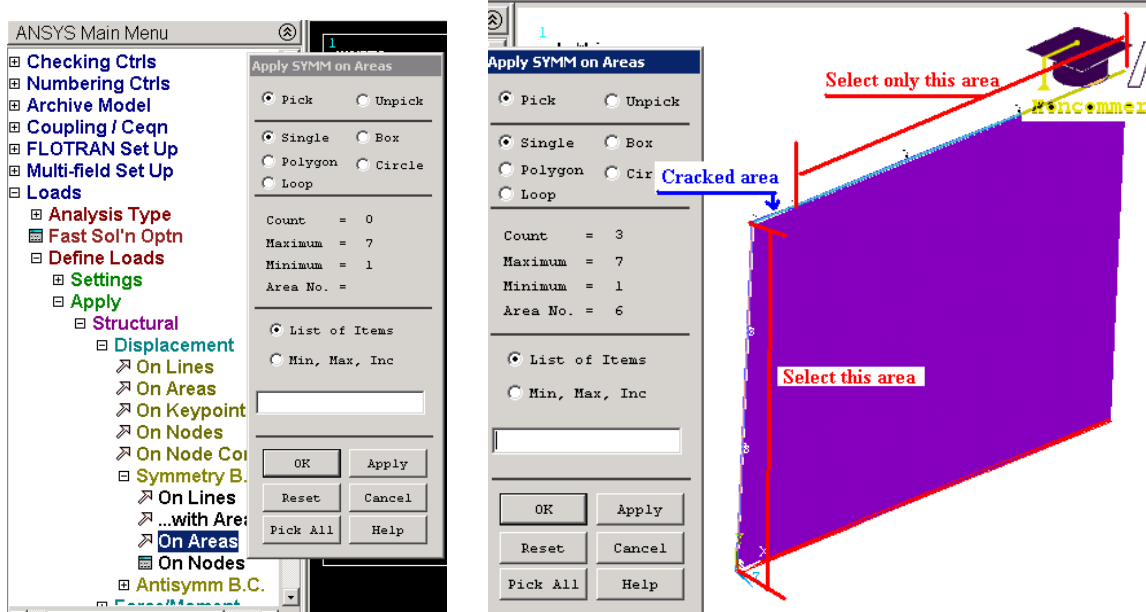 ANSYS Main Menu
Checking Ctrls
Numbering Ctrls
Archive Model
Coupling / Ceqn
FLOTRAN Set Up
Multi-field Set Up
Loads
Analysis Type
Fast Sol'n Optn
Define Loads
Settings
Apply
Structural
Displacement
On Lines
On Areas
On Keypoint
On Nodes
On Node Co
Symmetry B.
On Lines
...with Area
On Areas
On Nodes
Antisymm B.C.
1
Apply SYMM on Areas
Pick Unpick
Single Box
Polygon Circle
Loop
Count = 0
Maximum = 7
Minimum = 1
Area No. =
List of Items
Min, Max, Inc
OK Apply
Reset Cancel
Pick All Help
1
Apply SYMM on Areas
Pick Unpick
Single Box
Polygon Cir
Loop
Count = 3
Maximum = 7
Minimum = 1
Area No. = 6
List of Items
Min, Max, Inc
OK Apply
Reset Cancel
Pick All Help
Select only this area
Noncommer
Cracked area
S
Select this area
S
Y
X
Z